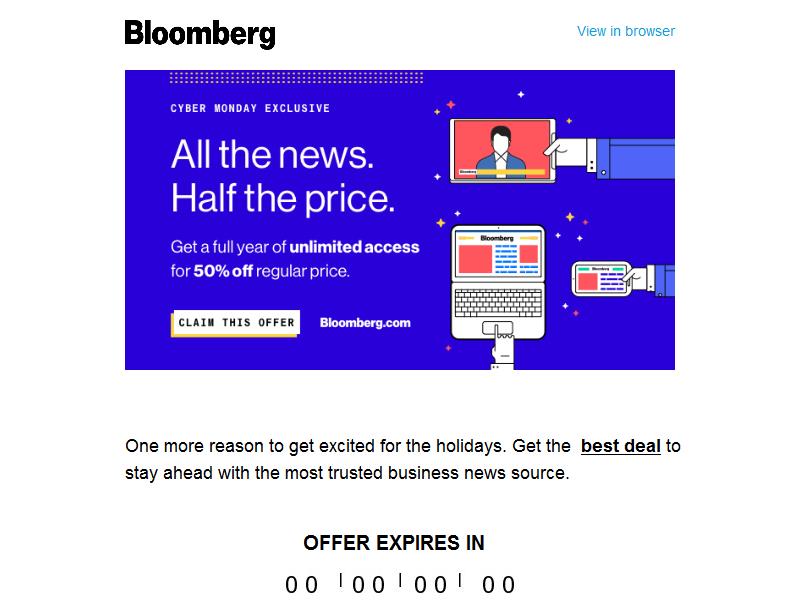 Bloomberg
View in browser
CYBER MONDAY EXCLUSIVE
All the news.
Half the price.
Get a full year of unlimited access
for 50% off regular price.
CLAIM THIS OFFER
Bloomberg.com
Bloomberg
Bloomberg
Bloomberg
One more reason to get excited for the holidays. Get the best deal to
stay ahead with the most trusted business news source.
OFFER EXPIRES IN
00 | 00 | 00 | 00